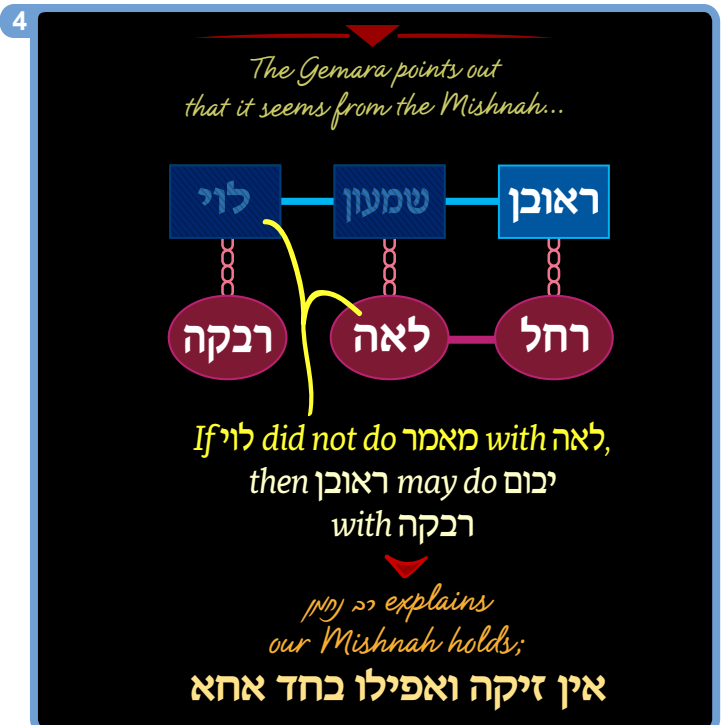 4
The Gemara points out
that it seems from the Mishnah...
ראובן שמעון לוי
רחל לאה רבקה
If לוי did not do מאמר with לאה,
then ראובן may do יבום
with רבקה
רב נחמן explains
our Mishnah holds;
אין זיקה ואפילו בחד אחא